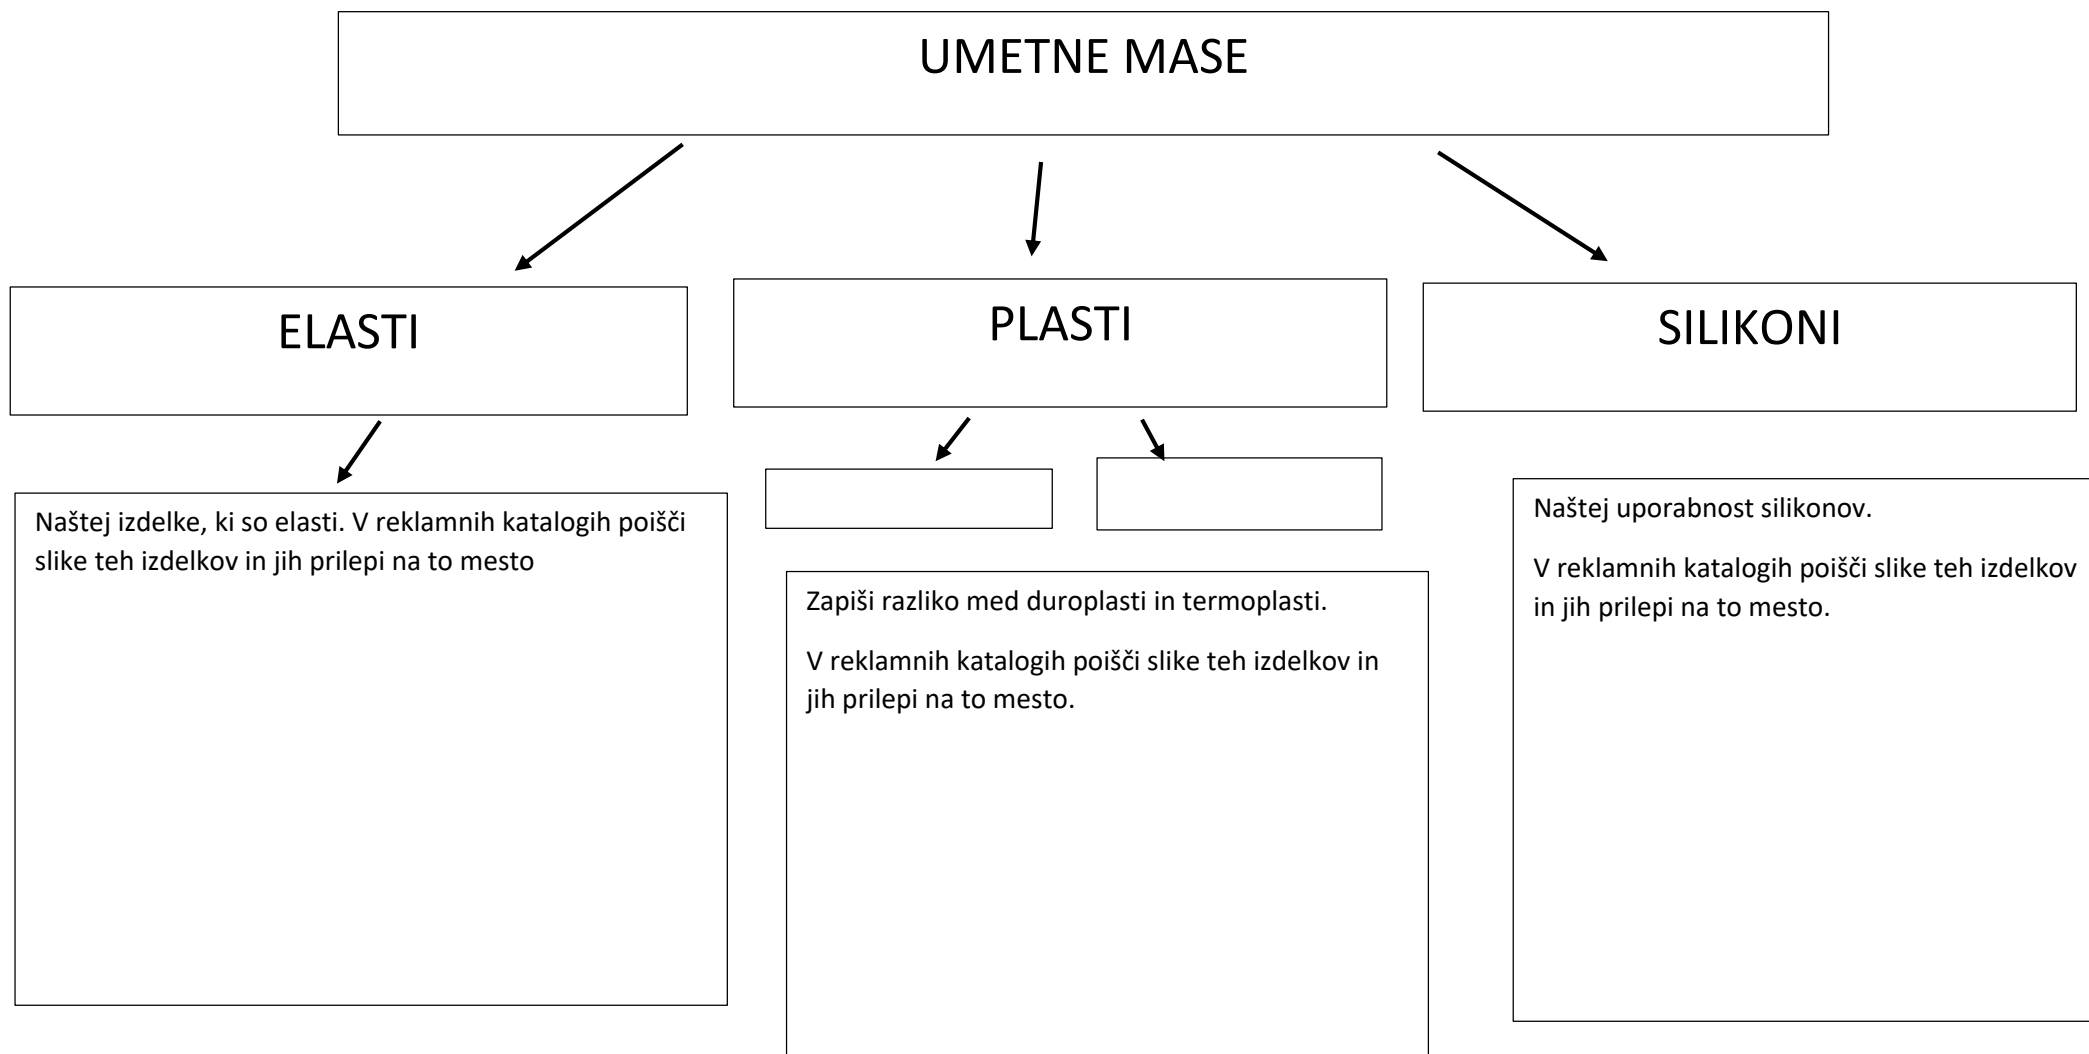 UMETNE MASE
ELASTI
PLASTI
SILIKONI
Naštej izdelke, ki so elasti. V reklamnih katalogih poišči
slike teh izdelkov in jih prilepi na to mesto
Zapiši razliko med duroplasti in termoplasti.
V reklamnih katalogih poišči slike teh izdelkov in
jih prilepi na to mesto.
Naštej uporabnost silikonov.
V reklamnih katalogih poišči slike teh izdelkov
in jih prilepi na to mesto.